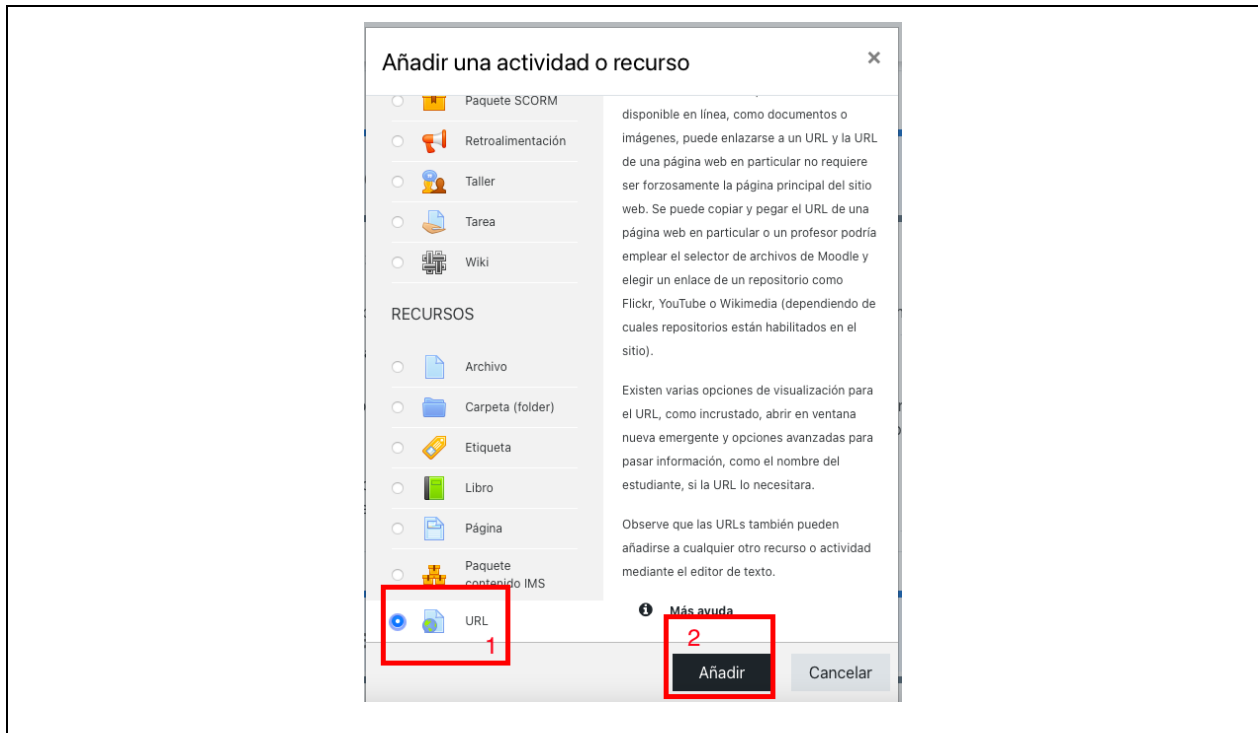 Añadir una actividad o recurso
×
Paquete SCORM
Retroalimentación
Taller
Tarea
Wiki
RECURSOS
Archivo
Carpeta (folder)
Etiqueta
Libro
Página
Paquete
contenido IMS
URL
1
disponible en línea, como documentos o
imágenes, puede enlazarse a un URL y la URL
de una página web en particular no requiere
ser forzosamente la página principal del sitio
web. Se puede copiar y pegar el URL de una
página web en particular o un profesor podría
emplear el selector de archivos de Moodle y
elegir un enlace de un repositorio como
Flickr, YouTube o Wikimedia (dependiendo de
cuales repositorios están habilitados en el
sitio).
Existen varias opciones de visualización para
el URL, como incrustado, abrir en ventana
nueva emergente y opciones avanzadas para
pasar información, como el nombre del
estudiante, si la URL lo necesitara.
Observe que las URLs también pueden
añadirse a cualquier otro recurso o actividad
mediante el editor de texto.
Más ayuda
2
Añadir
Cancelar